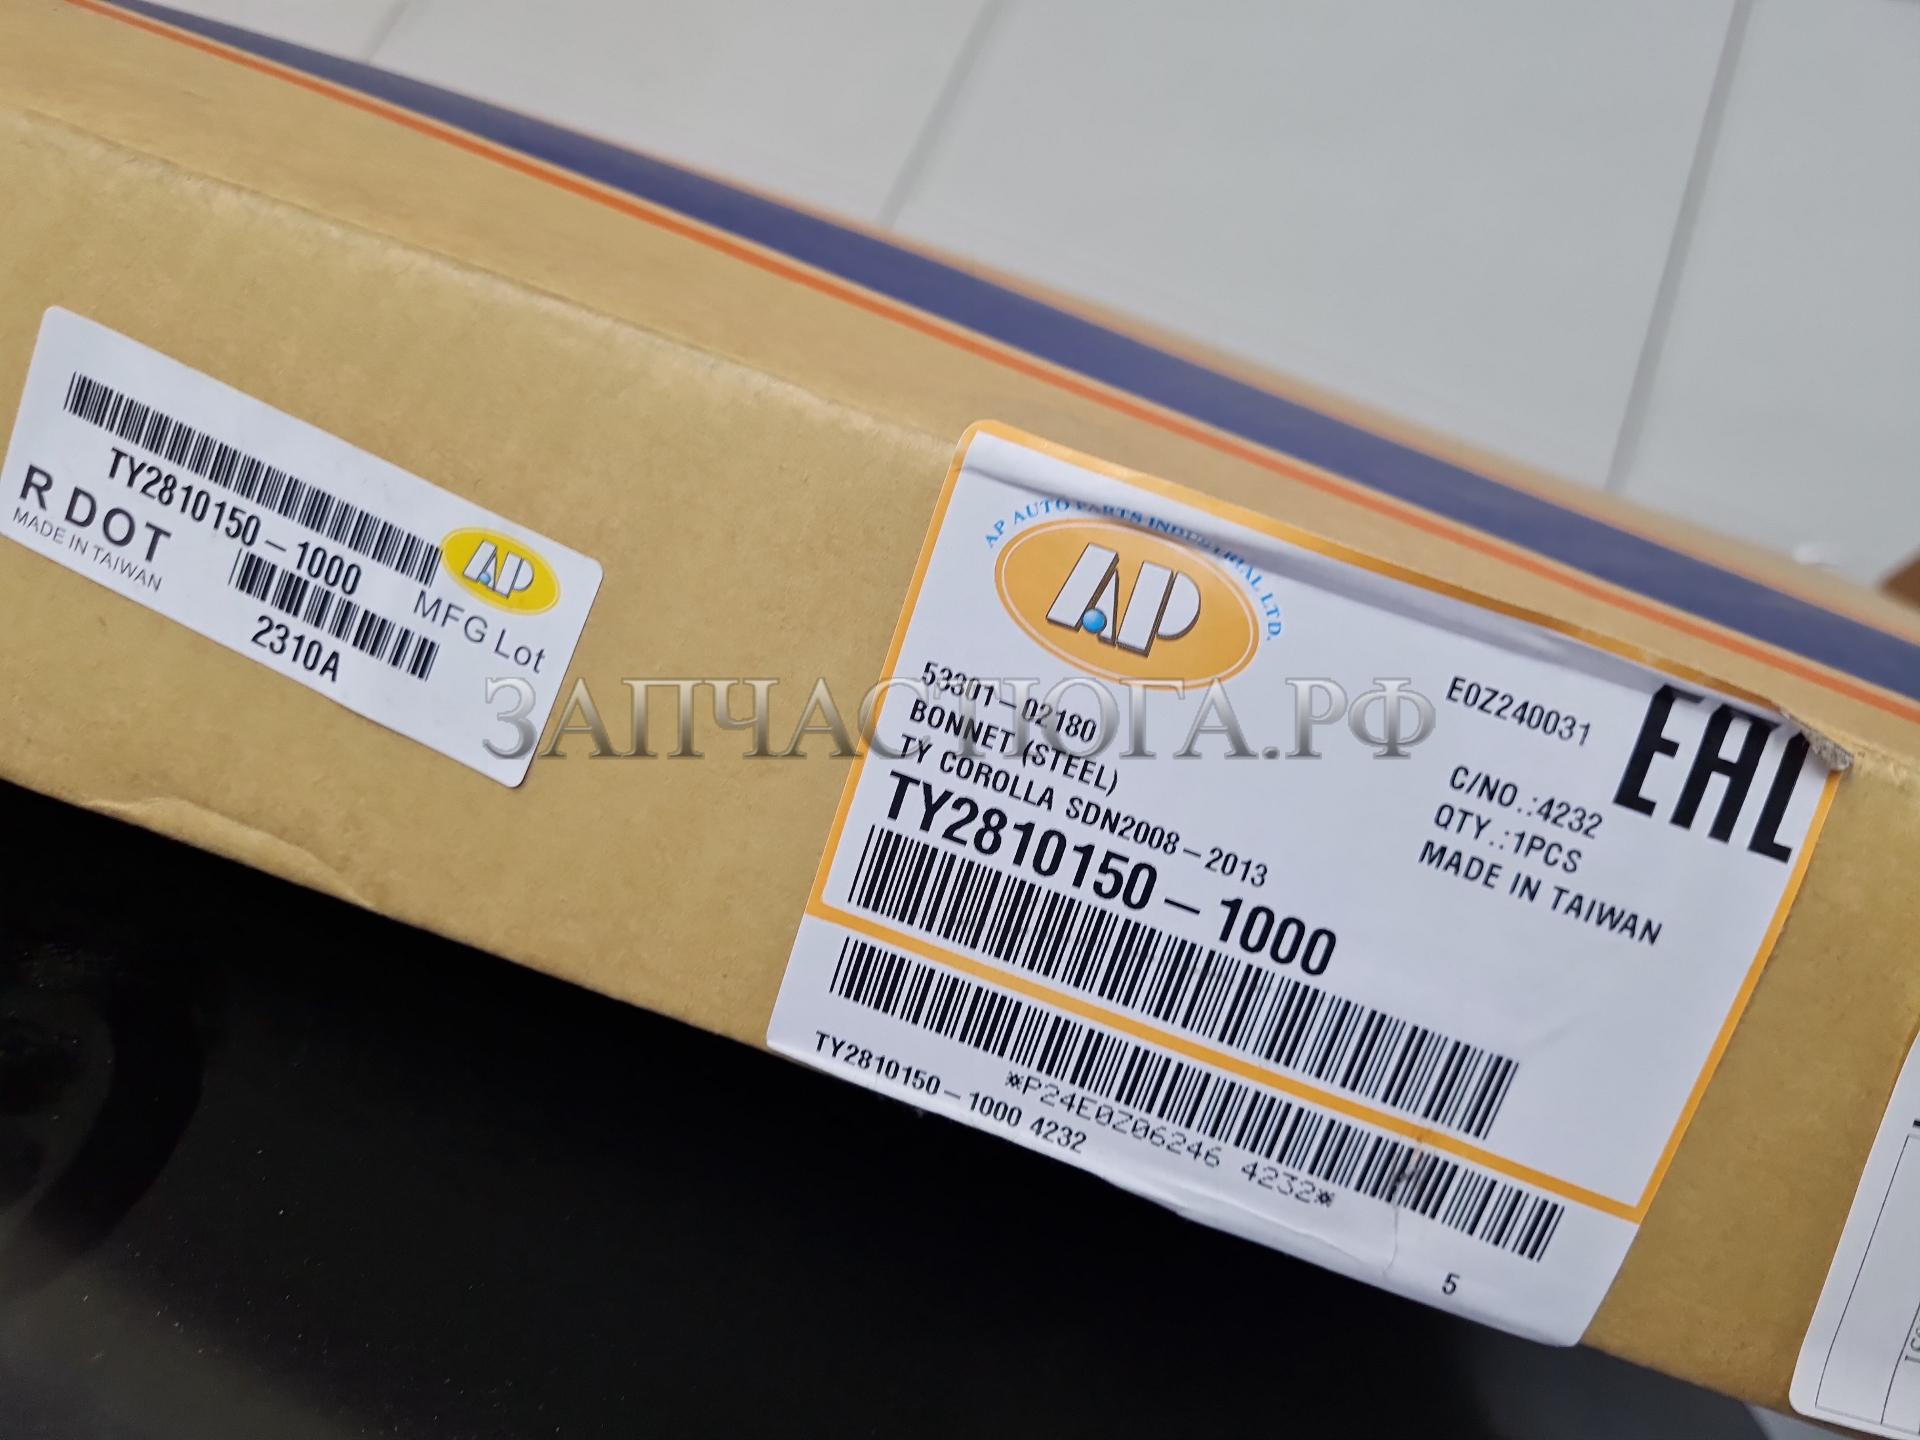 TY2810150-1000
R DOT
MADE IN TAIWAN
AP
MFG Lot
2310A
AP AUTO PARTS INDUSTRIAL LTD.
AP
53301-02180
BONNET (STEEL)
TY COROLLA SDN2008-2013
TY2810150-1000
E0Z240031
C/NO.:4232
QTY.:1PCS
MADE IN TAIWAN
EAC
*P24E0Z06246 4232*
TY2810150-1000 4232
5
ЗАПЧАСТЮГА.РФ